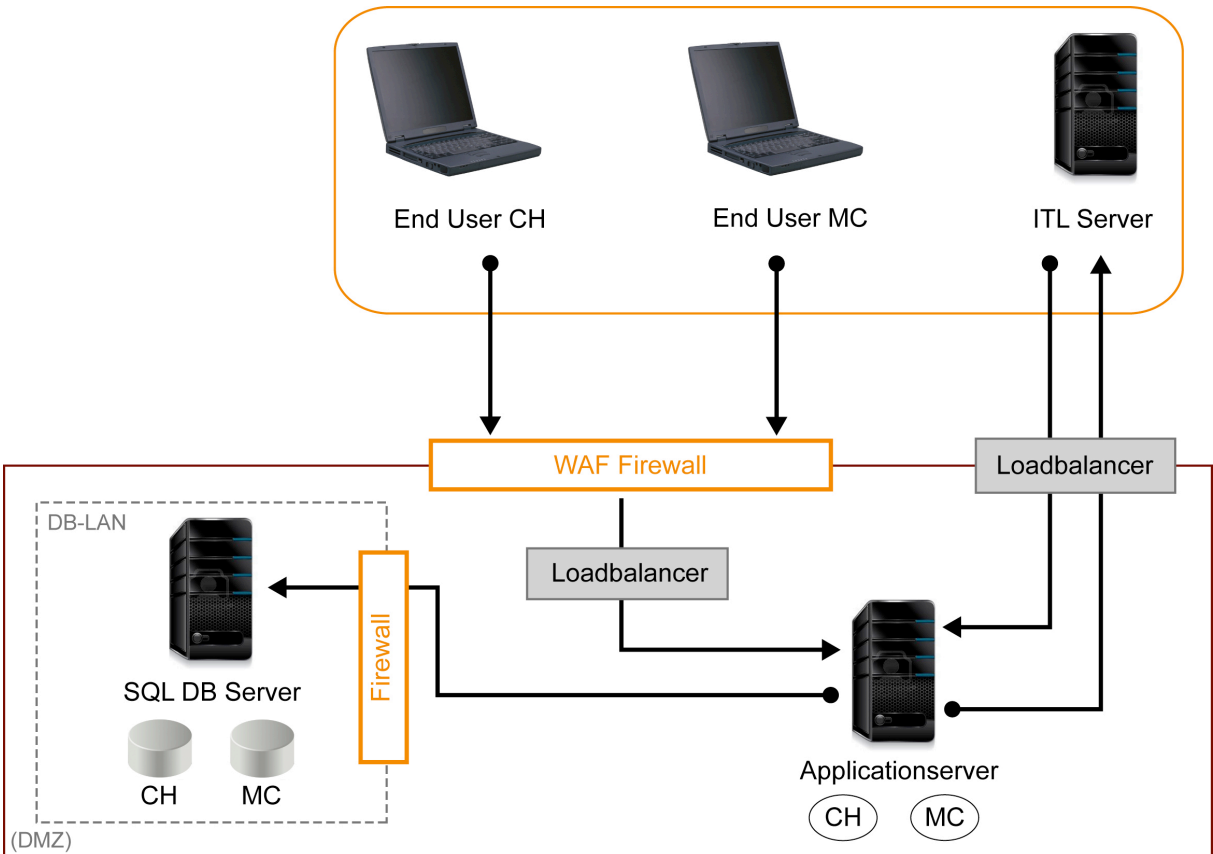 End User CH
End User MC
ITL Server
WAF Firewall
Loadbalancer
DB-LAN
Loadbalancer
Firewall
SQL DB Server
CH
MC
Applicationserver
CH
MC
(DMZ)